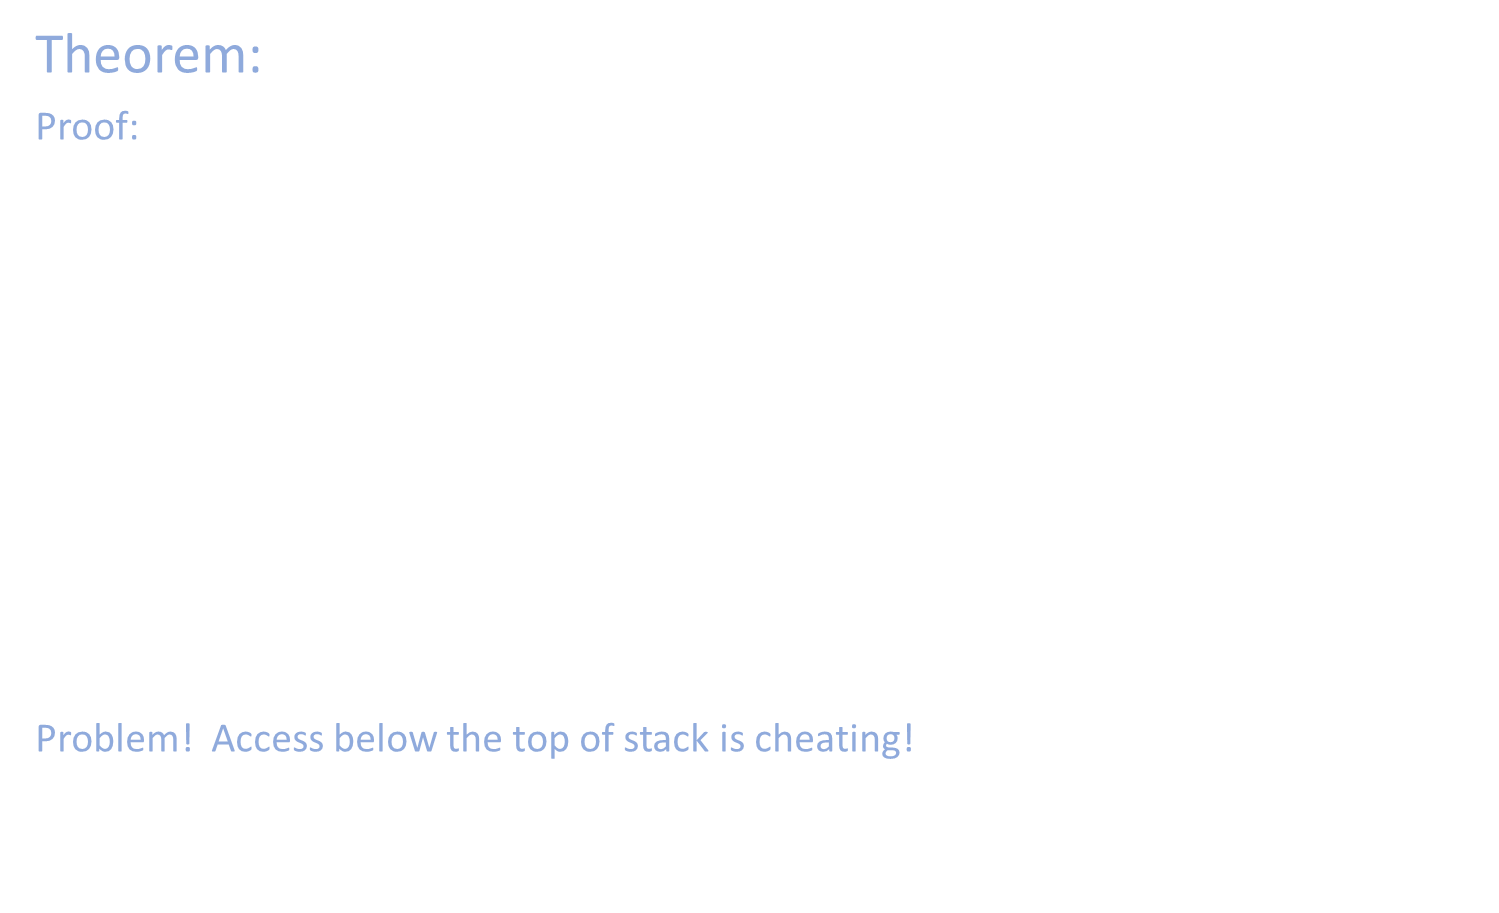 Theorem:
Proof:
Problem!  Access below the top of stack is cheating!